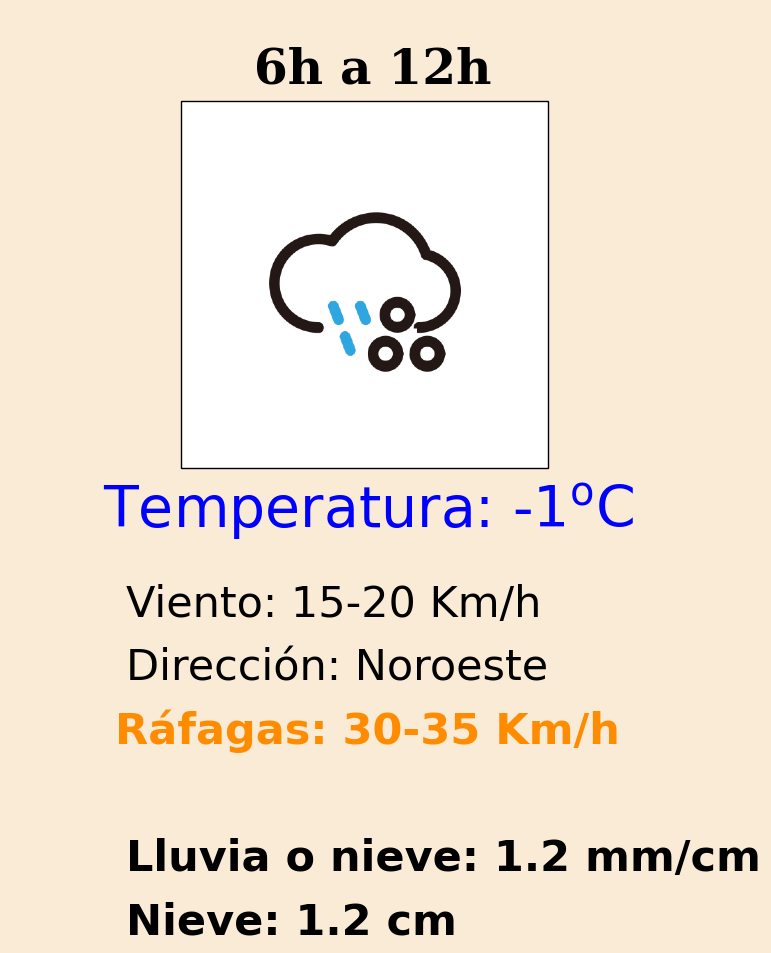 6h a 12h
Temperatura: -1ºC
Viento: 15-20 Km/h
Dirección: Noroeste
Ráfagas: 30-35 Km/h
Lluvia o nieve: 1.2 mm/cm
Nieve: 1.2 cm